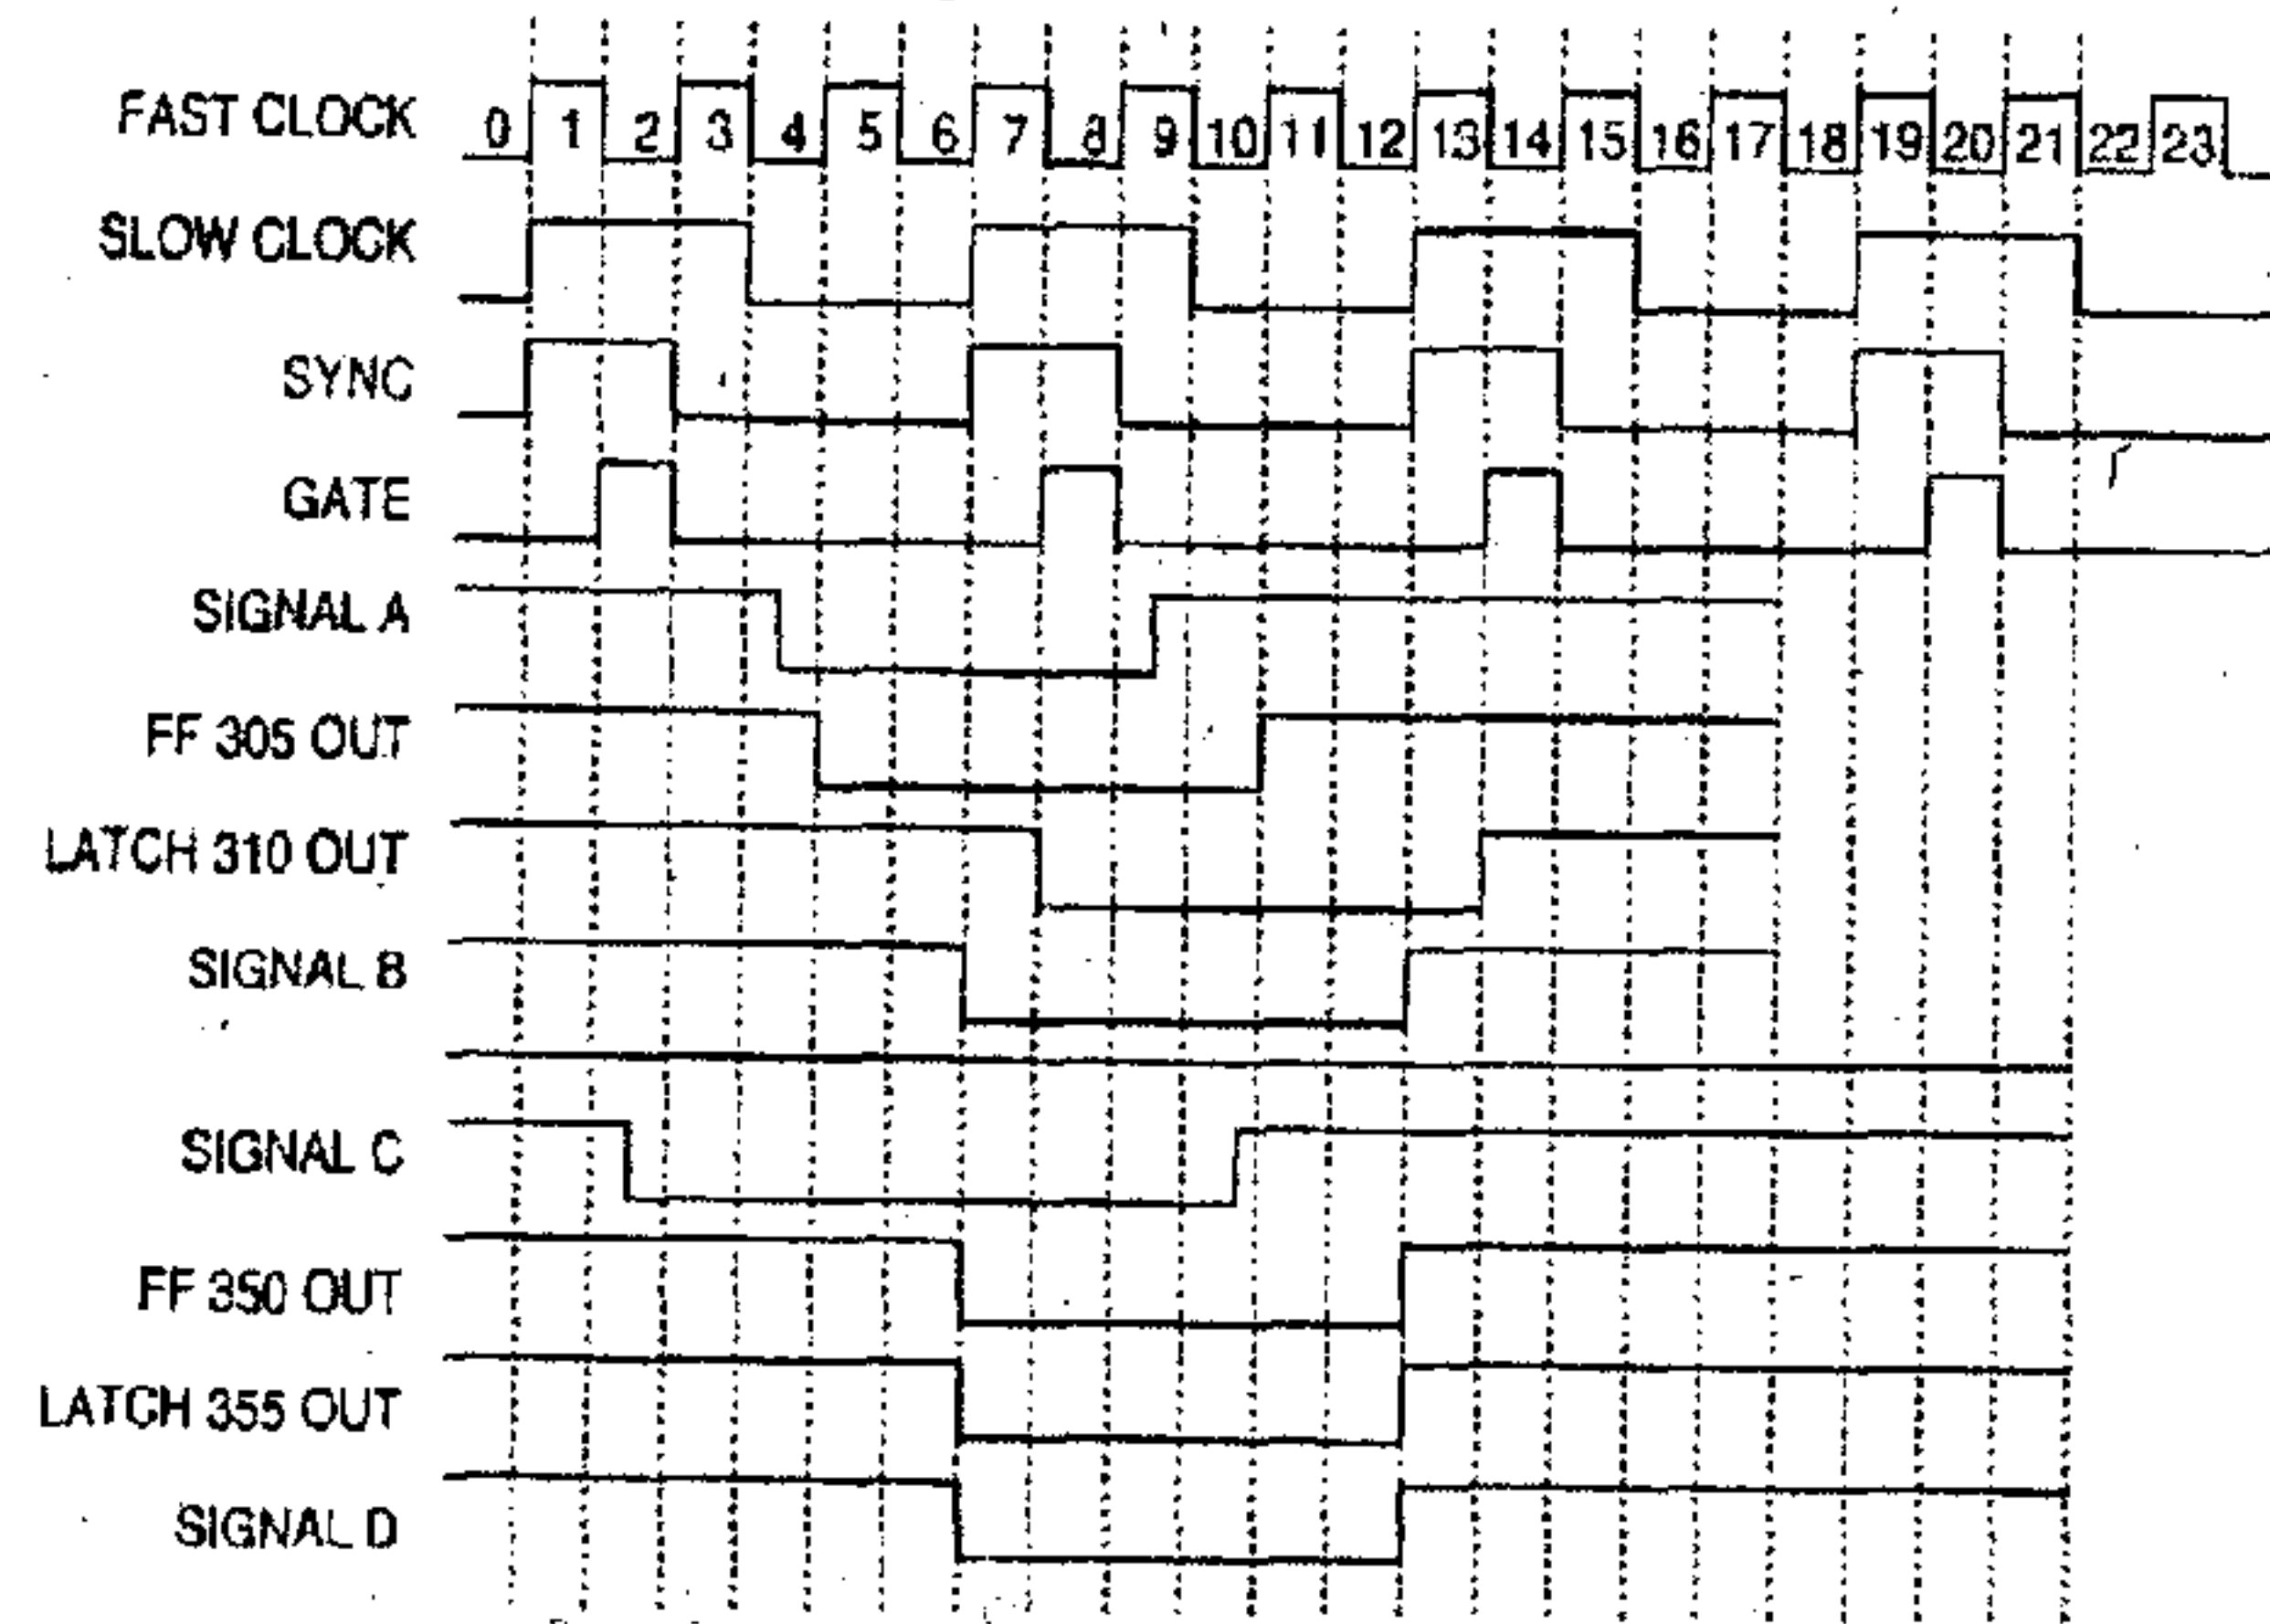 FAST CLOCK 0 1 2 3 4 5 6 7 8 9 10 11 12 13 14 15 16 17 18 19 20 21 22 23
SLOW CLOCK
SYNC
GATE
SIGNAL A
FF 305 OUT
LATCH 310 OUT
SIGNAL B
SIGNAL C
FF 350 OUT
LATCH 355 OUT
SIGNAL D